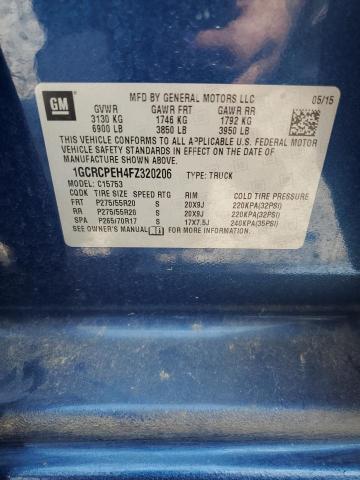 GM
MFD BY GENERAL MOTORS LLC 05/15
GVWR GAWR FRT GAWR RR
3130 KG 1746 KG 1792 KG
6900 LB 3850 LB 3950 LB
THIS VEHICLE CONFORMS TO ALL APPLICABLE U.S. FEDERAL MOTOR
VEHICLE SAFETY STANDARDS IN EFFECT ON THE DATE OF
MANUFACTURE SHOWN ABOVE.
1GCRCPEH4FZ320206 TYPE: TRUCK
MODEL: C15753
CQDK TIRE SIZE SPEED RTG RIM COLD TIRE PRESSURE
FRT P275/55R20 S 20X9J 220KPA(32PSI)
RR P275/55R20 S 20X9J 220KPA(32PSI)
SPA P265/70R17 S 17X7.5J 240KPA(35PSI)
SEE OWNER'S MANUAL